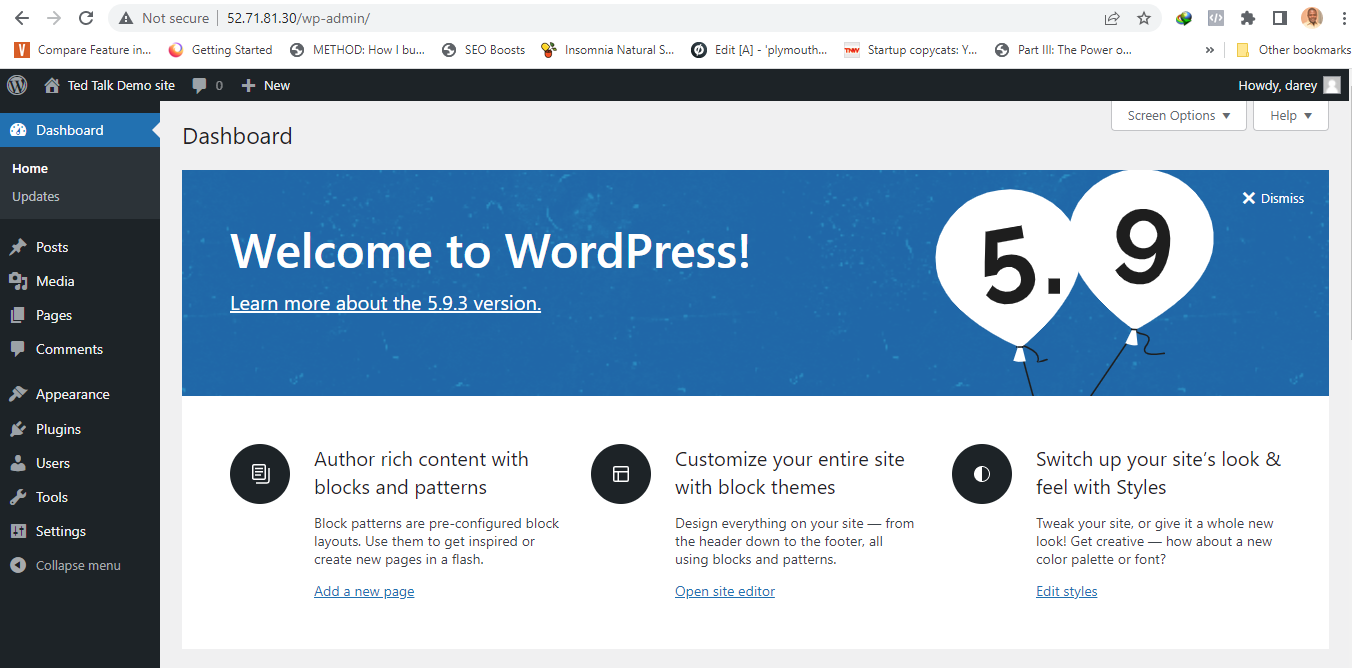 Not secure
52.71.81.30/wp-admin/
Compare Feature in...
Getting Started
METHOD: How I bu...
SEO Boosts
Insomnia Natural S...
Edit [A] - 'plymouth...
TNW
Startup copycats: Y...
Part III: The Power o...
»
Other bookmarks
Ted Talk Demo site
0
New
Howdy, darey
Dashboard
Home
Updates
Posts
Media
Pages
Comments
Appearance
Plugins
Users
Tools
Settings
Collapse menu
Dashboard
Screen Options
Help
Welcome to WordPress!
Learn more about the 5.9.3 version.
5.9
Dismiss
Author rich content with
blocks and patterns
Block patterns are pre-configured block
layouts. Use them to get inspired or
create new pages in a flash.
Add a new page
Customize your entire site
with block themes
Design everything on your site — from
the header down to the footer, all
using blocks and patterns.
Open site editor
Switch up your site’s look &
feel with Styles
Tweak your site, or give it a whole new
look! Get creative — how about a new
color palette or font?
Edit styles